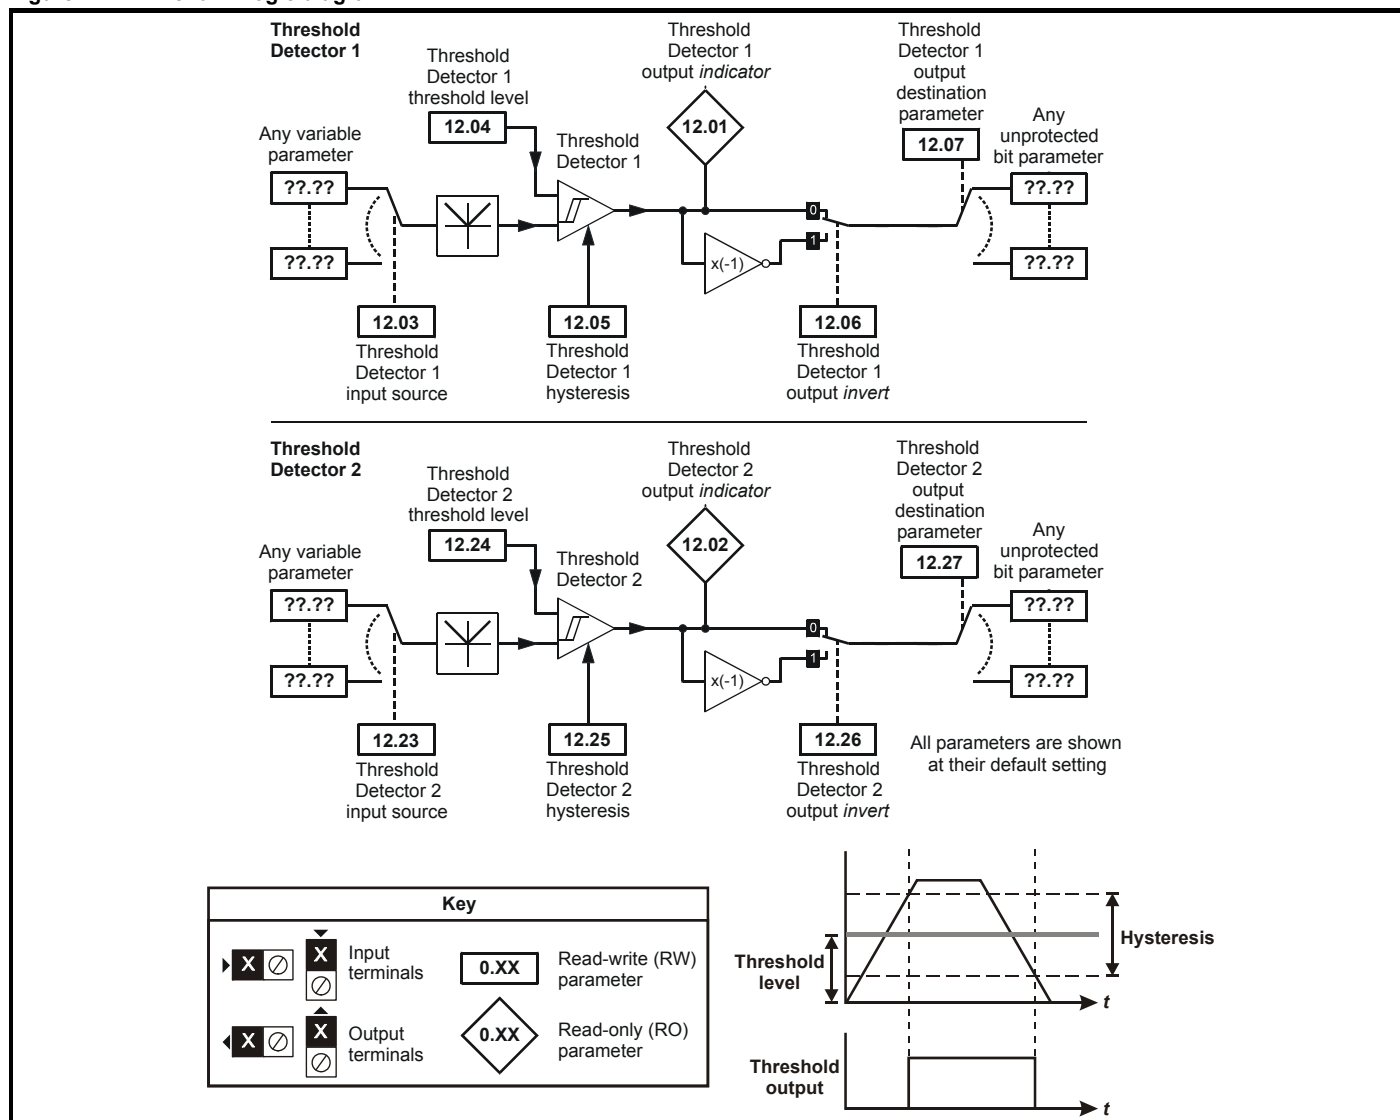 Threshold
Detector 1
Threshold
Detector 1
threshold level
12.04
Any variable
parameter
??.??
??.??
12.03
Threshold
Detector 1
input source
Threshold
Detector 1
12.05
Threshold
Detector 1
hysteresis
Threshold
Detector 1
output indicator
12.01
0
1
x(-1)
12.06
Threshold
Detector 1
output invert
Threshold
Detector 1
output
destination
parameter
12.07
Any
unprotected
bit parameter
??.??
??.??
Threshold
Detector 2
Threshold
Detector 2
threshold level
12.24
Any variable
parameter
??.??
??.??
12.23
Threshold
Detector 2
input source
Threshold
Detector 2
12.25
Threshold
Detector 2
hysteresis
Threshold
Detector 2
output indicator
12.02
0
1
x(-1)
12.26
Threshold
Detector 2
output invert
Threshold
Detector 2
output
destination
parameter
12.27
Any
unprotected
bit parameter
??.??
??.??
All parameters are shown
at their default setting
Key
X
X
Input
terminals
0.XX
Read-write (RW)
parameter
X
X
Output
terminals
0.XX
Read-only (RO)
parameter
Threshold
level
Hysteresis
t
Threshold
output
t